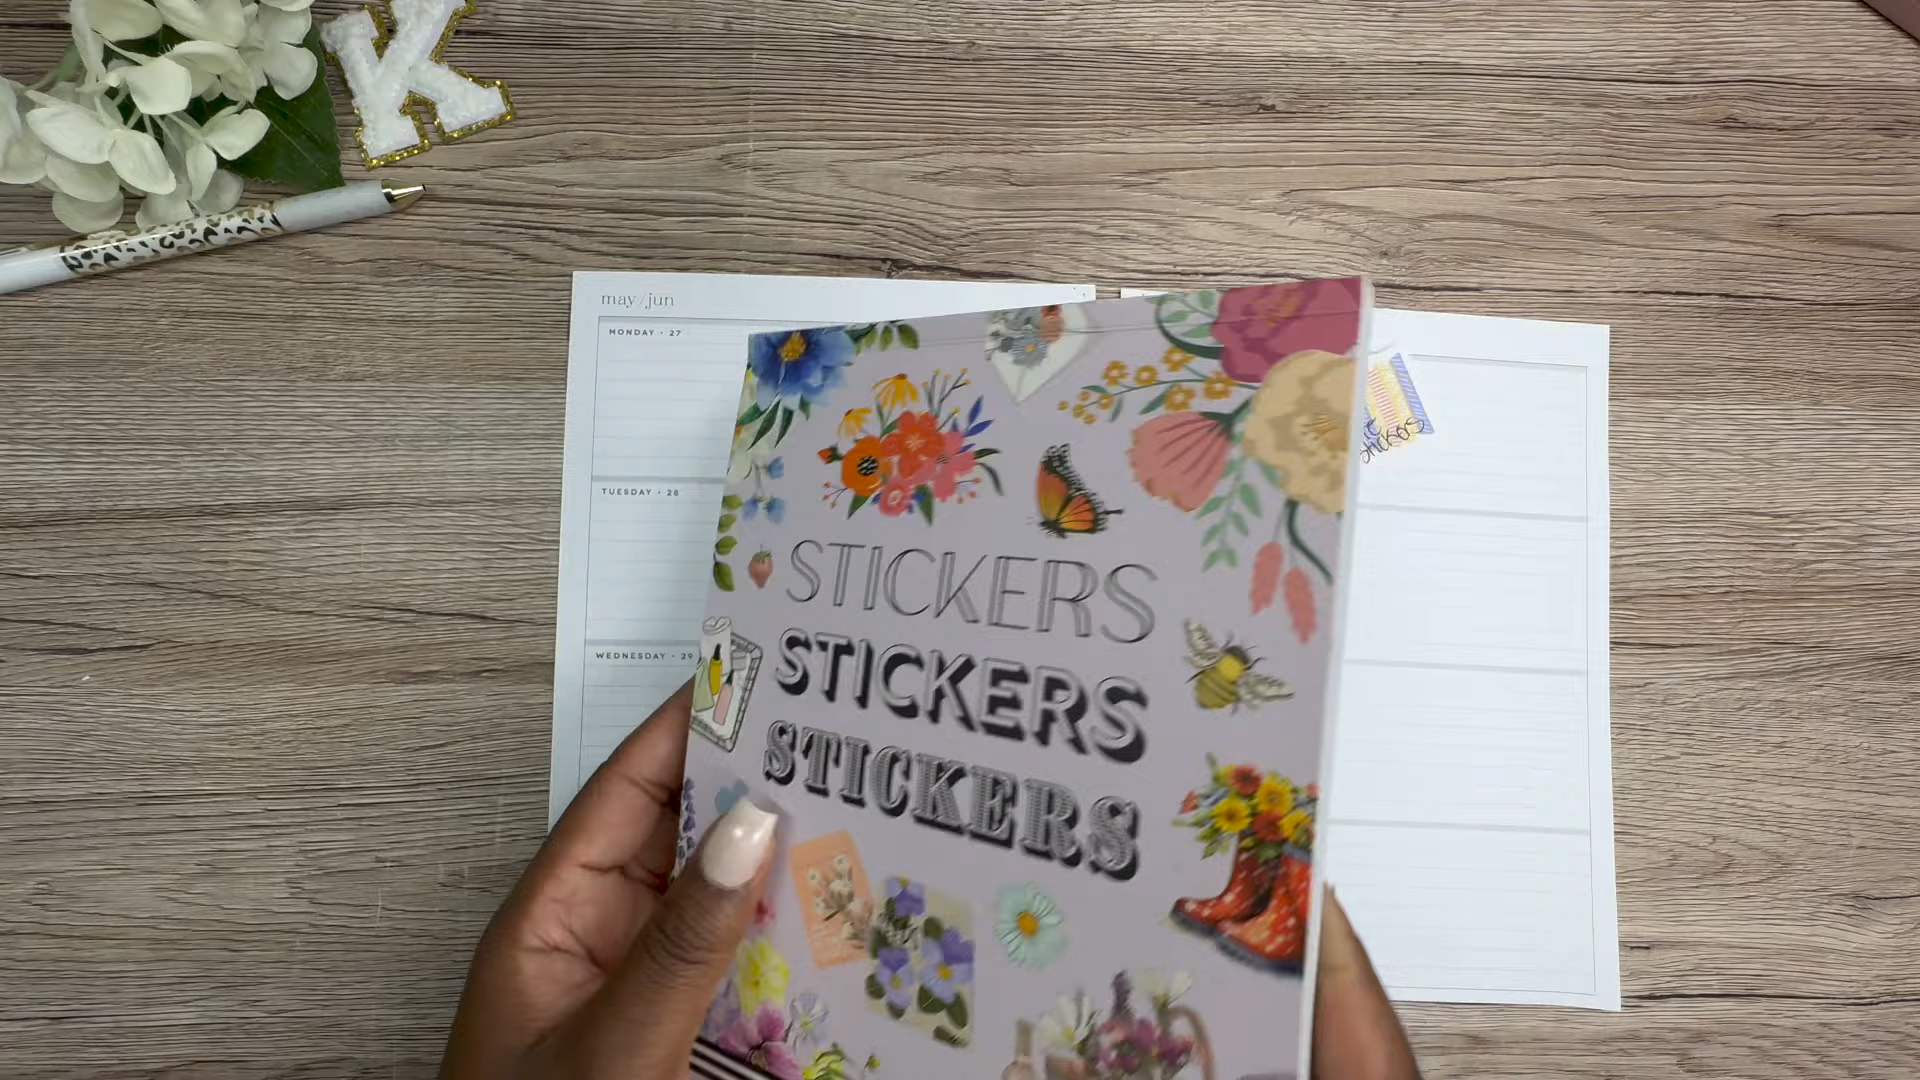 K
may/jun
MONDAY · 27
TUESDAY · 28
WEDNESDAY · 29
STICKERS
STICKERS
STICKERS